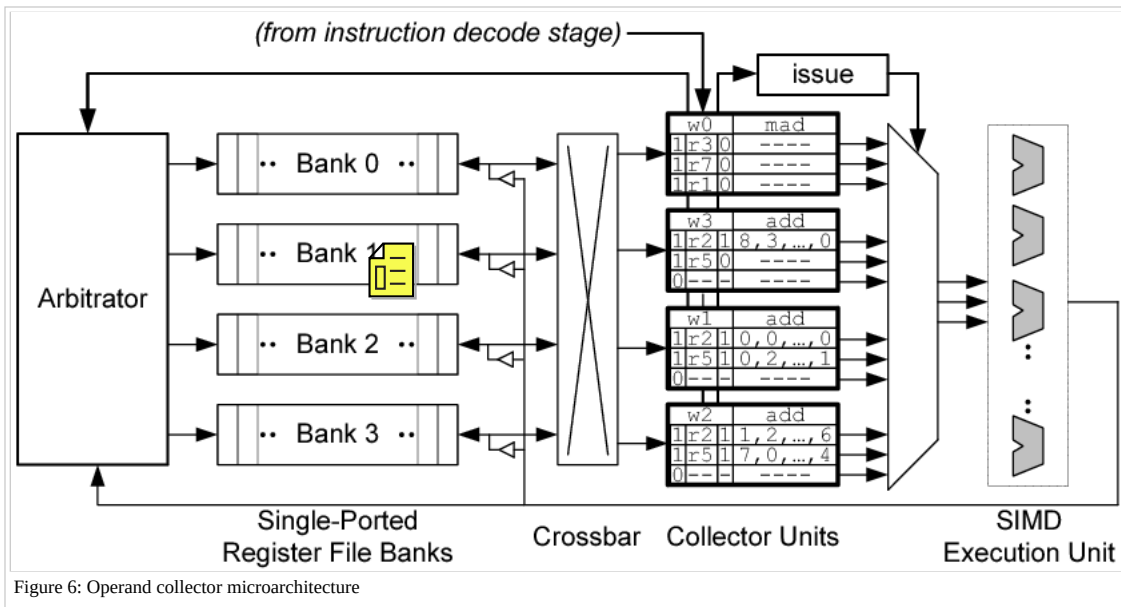 (from instruction decode stage)
issue
Arbitrator
Bank 0
Bank 1
Bank 2
Bank 3
w0 mad
1 r3 0 ----
1 r7 0 ----
1 r1 0 ----
w3 add
1 r2 1 8,3,…,0
1 r5 0 ----
0 -- - ----
w1 add
1 r2 1 0,0,…,0
1 r5 1 0,2,…,1
0 -- - ----
w2 add
1 r2 1 1,2,…,6
1 r5 1 7,0,…,4
0 -- - ----
Single-Ported
Register File Banks
Crossbar
Collector Units
SIMD
Execution Unit
Figure 6: Operand collector microarchitecture